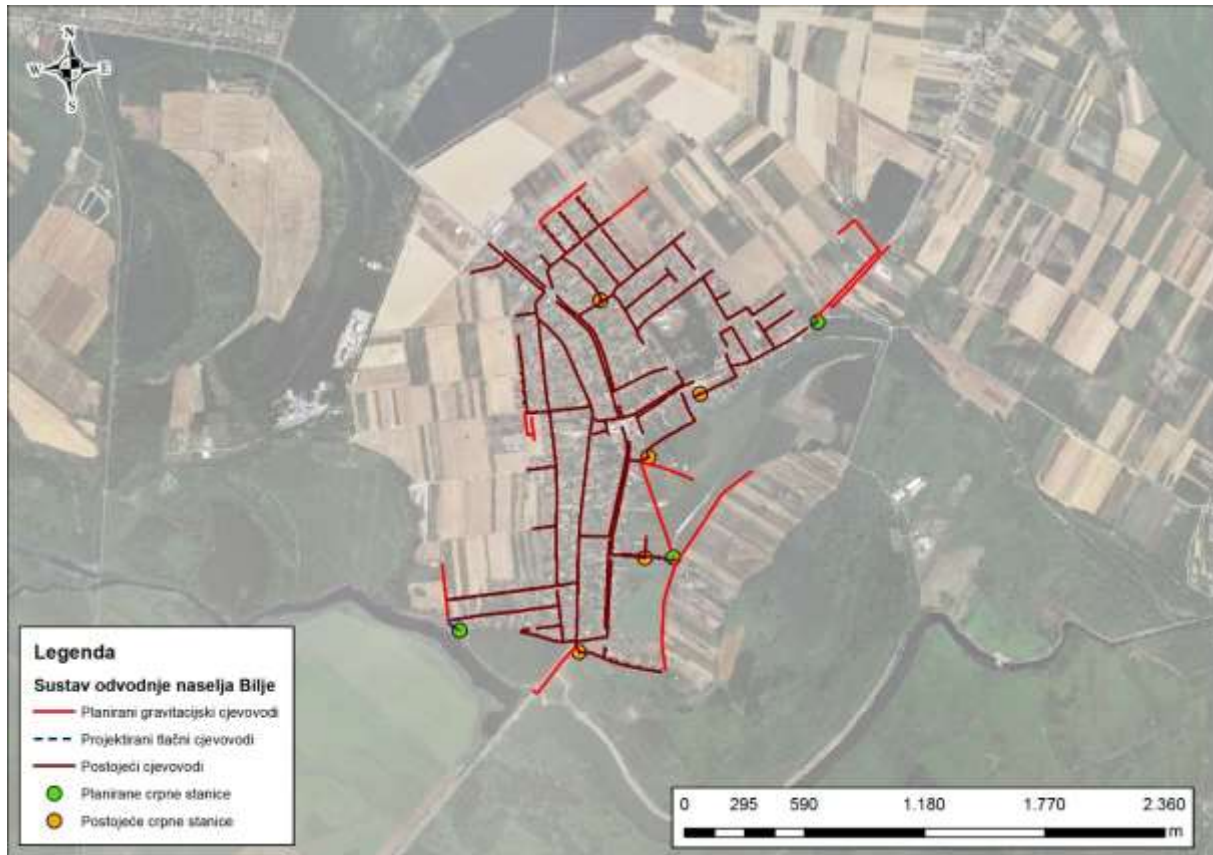 N
W E
S
Legenda
Sustav odvodnje naselja Bilje
Planirani gravitacijski cjevovodi
Projektirani tlačni cjevovodi
Postojeći cjevovodi
Planirane crpne stanice
Postojeće crpne stanice
0 295 590 1.180 1.770 2.360
m